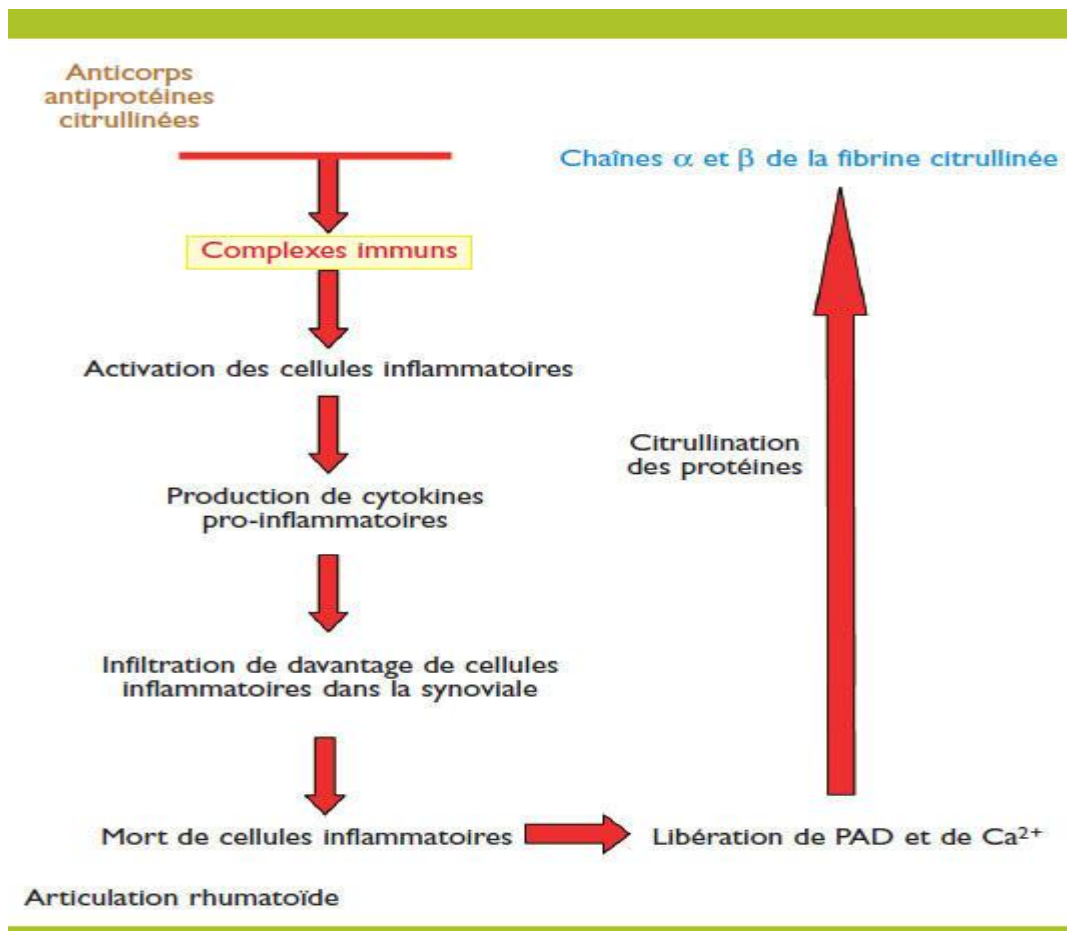 Anticorps
antiprotéines
citrullinées
Chaînes α et β de la fibrine citrullinée
Complexes immuns
Activation des cellules inflammatoires
Citrullination
des protéines
Production de cytokines
pro-inflammatoires
Infiltration de davantage de cellules
inflammatoires dans la synoviale
Mort de cellules inflammatoires
Libération de PAD et de Ca²⁺
Articulation rhumatoïde